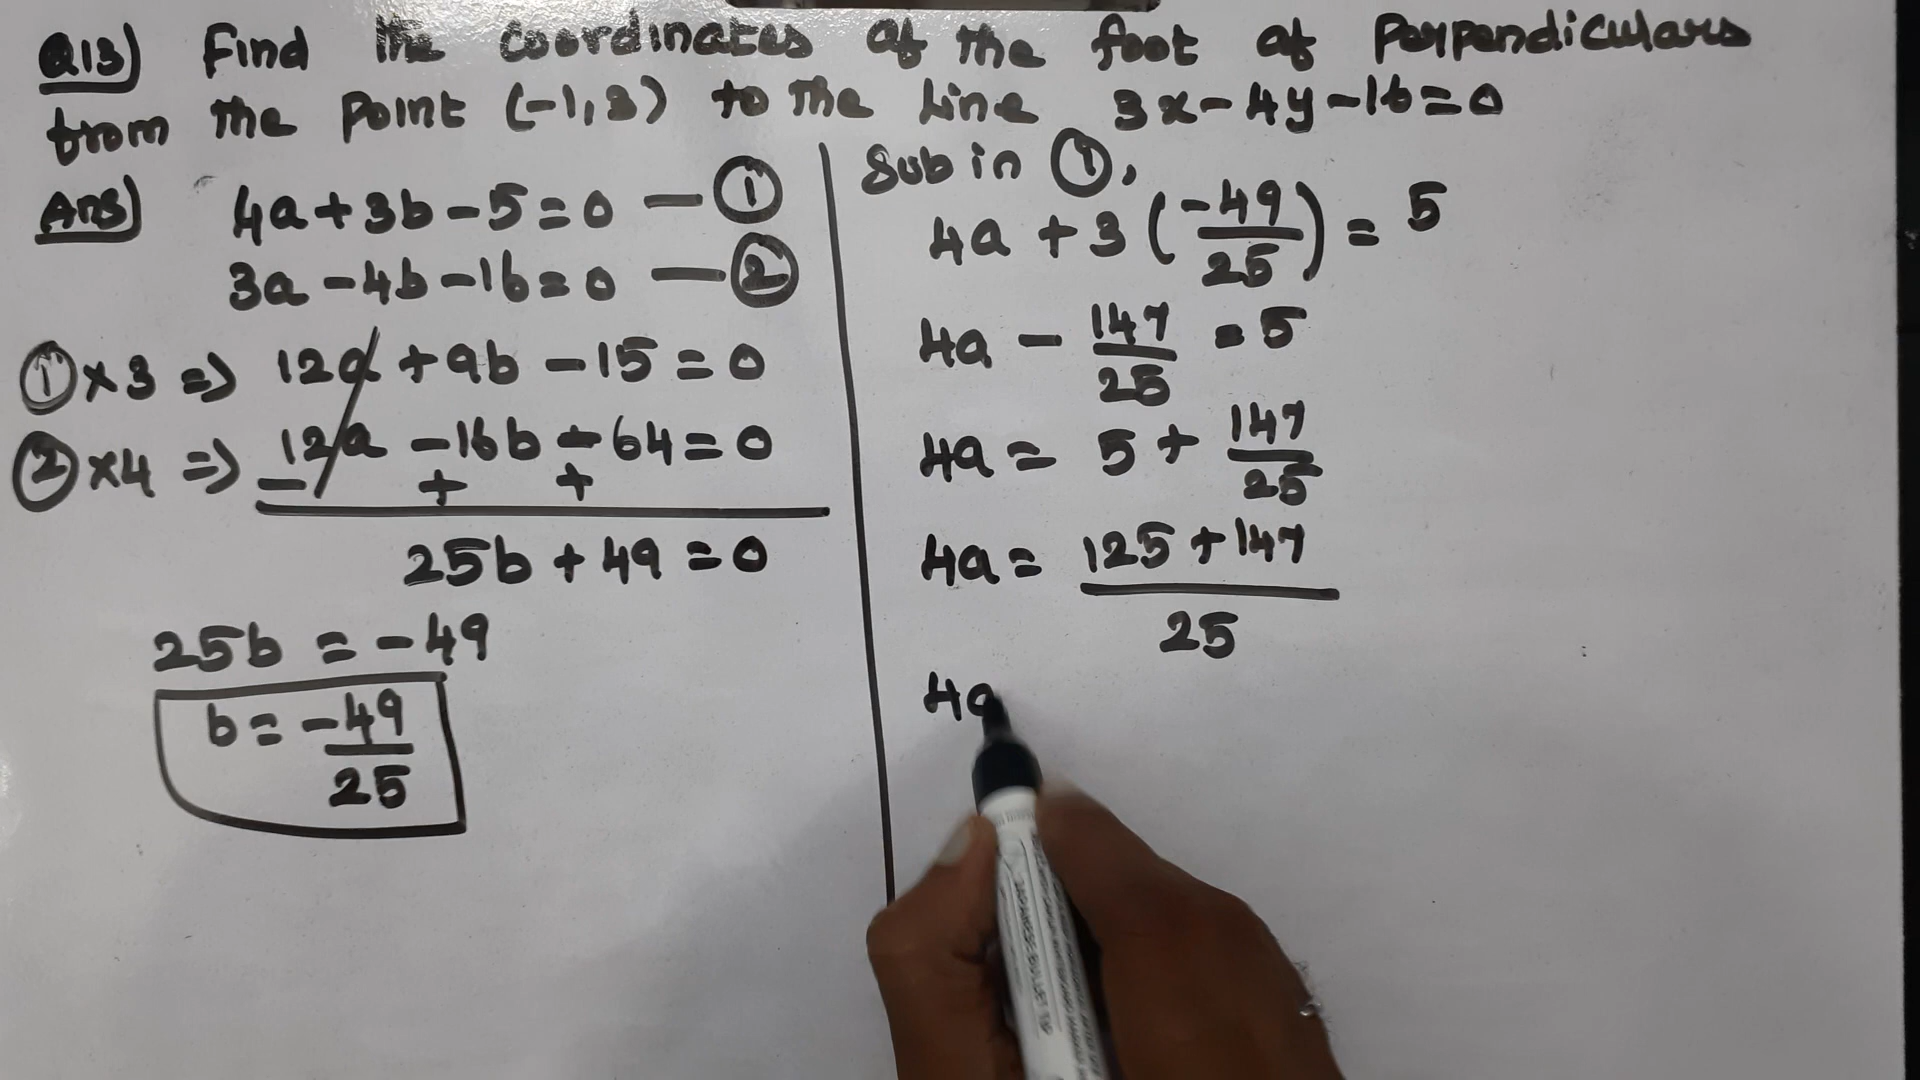 Q13) Find the coordinates of the foot of Perpendiculars
from the point (-1,3) to the line 3x-4y-16=0
Ans) 4a+3b-5=0 — ①
3a-4b-16=0 — ②
①×3 => 12a+9b-15=0
②×4 => 12a-16b-64=0
- + +
25b+49=0
25b = -49
b = -49/25
Sub in ①,
4a + 3(-49/25) = 5
4a - 147/25 = 5
4a = 5 + 147/25
4a = 125+147/25
4a